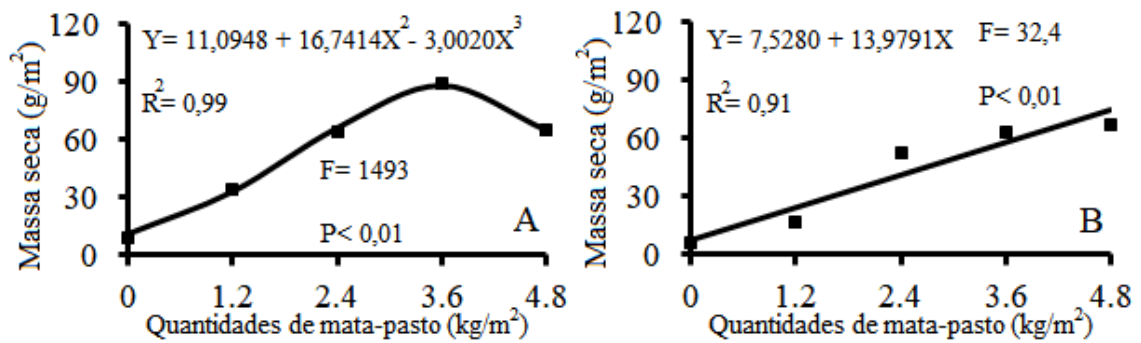 Massa seca (g/m²)
120
90
60
30
0
Y= 11,0948 + 16,7414X² - 3,0020X³
R²= 0,99
F= 1493
P< 0,01
A
0 1.2 2.4 3.6 4.8
Quantidades de mata-pasto (kg/m²)
Massa seca (g/m²)
120
90
60
30
0
Y= 7,5280 + 13,9791X F= 32,4
R²= 0,91 P< 0,01
B
0 1.2 2.4 3.6 4.8
Quantidades de mata-pasto (kg/m²)